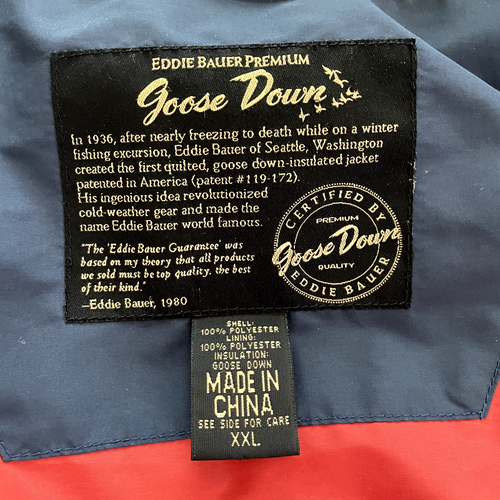 EDDIE BAUER PREMIUM
Goose Down
In 1936, after nearly freezing to death while on a winter
fishing excursion, Eddie Bauer of Seattle, Washington
created the first quilted, goose down-insulated jacket
patented in America (patent #119-172).
His ingenious idea revolutionized
cold-weather gear and made the
name Eddie Bauer world famous.
"The 'Eddie Bauer Guarantee' was
based on my theory that all products
we sold must be top quality, the best
of their kind."
—Eddie Bauer, 1980
CERTIFIED BY
PREMIUM
Goose Down
QUALITY
EDDIE BAUER
SHELL:
100% POLYESTER
LINING:
100% POLYESTER
INSULATION:
GOOSE DOWN
MADE IN
CHINA
SEE SIDE FOR CARE
XXL